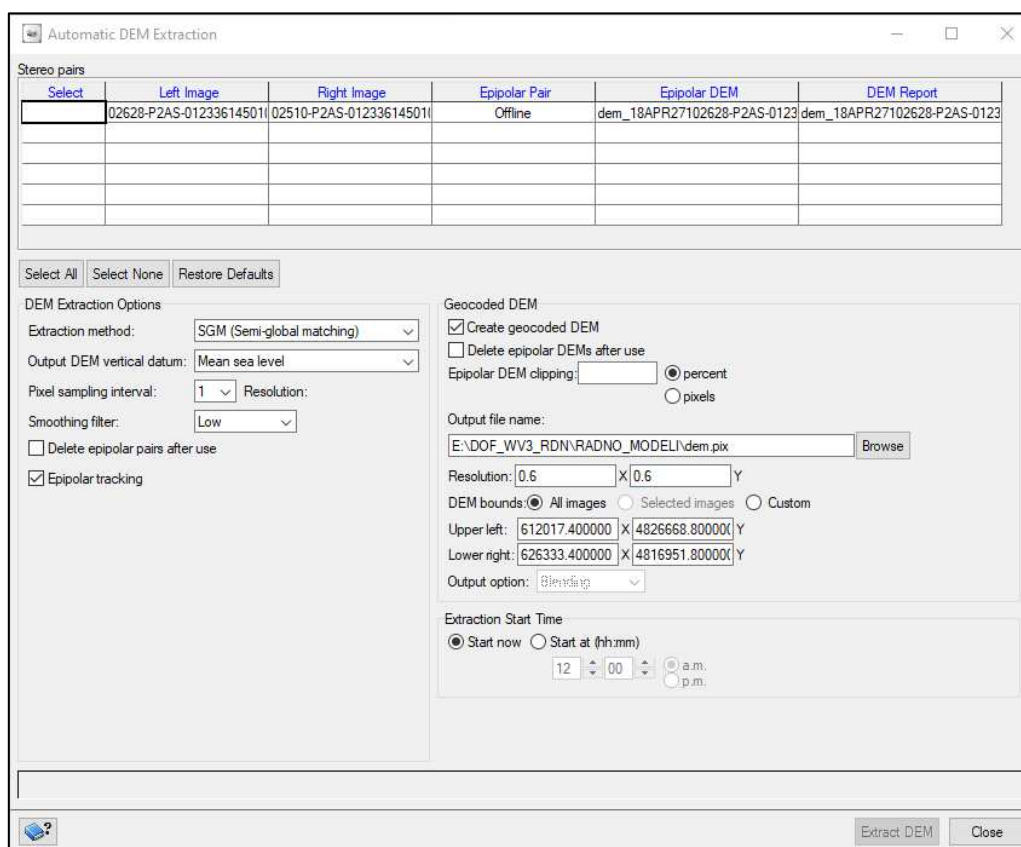 Automatic DEM Extraction
Stereo pairs
Select Left Image Right Image Epipolar Pair Epipolar DEM DEM Report
02628-P2AS-01233614501( 02510-P2AS-01233614501( Offline dem_18APR27102628-P2AS-0123 dem_18APR27102628-P2AS-0123
Select All Select None Restore Defaults
DEM Extraction Options
Extraction method: SGM (Semi-global matching)
Output DEM vertical datum: Mean sea level
Pixel sampling interval: 1 Resolution:
Smoothing filter: Low
Delete epipolar pairs after use
Epipolar tracking
Geocoded DEM
Create geocoded DEM
Delete epipolar DEMs after use
Epipolar DEM clipping: percent
pixels
Output file name:
E:\DOF_WV3_RDN\RADNO_MODELI\dem.pix Browse
Resolution: 0.6 X 0.6 Y
DEM bounds: All images Selected images Custom
Upper left: 612017.400000 X 4826668.80000( Y
Lower right: 626333.400000 X 4816951.80000( Y
Output option: Blending
Extraction Start Time
Start now Start at (hh:mm)
12 00 a.m.
p.m.
Extract DEM Close